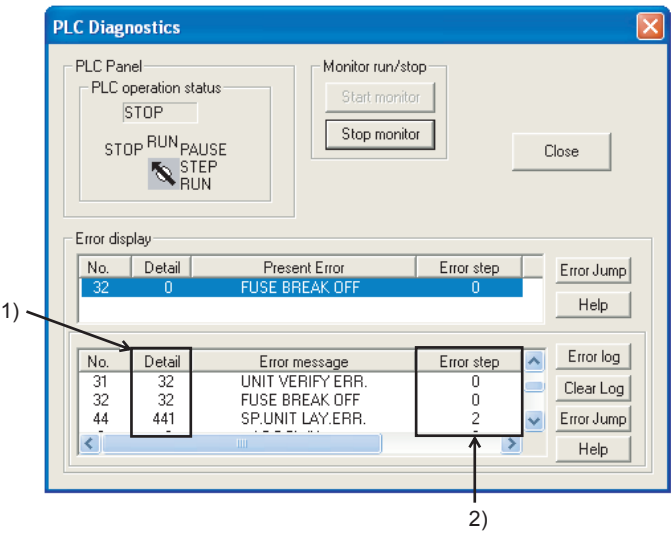 PLC Diagnostics
PLC Panel
PLC operation status
STOP
STOP RUN PAUSE
STEP
RUN
Monitor run/stop
Start monitor
Stop monitor
Close
Error display
No. Detail Present Error Error step
32 0 FUSE BREAK OFF 0
Error Jump
Help
1)
No. Detail Error message Error step
31 32 UNIT VERIFY ERR. 0
32 32 FUSE BREAK OFF 0
44 441 SP.UNIT LAY.ERR. 2
Error log
Clear Log
Error Jump
Help
2)